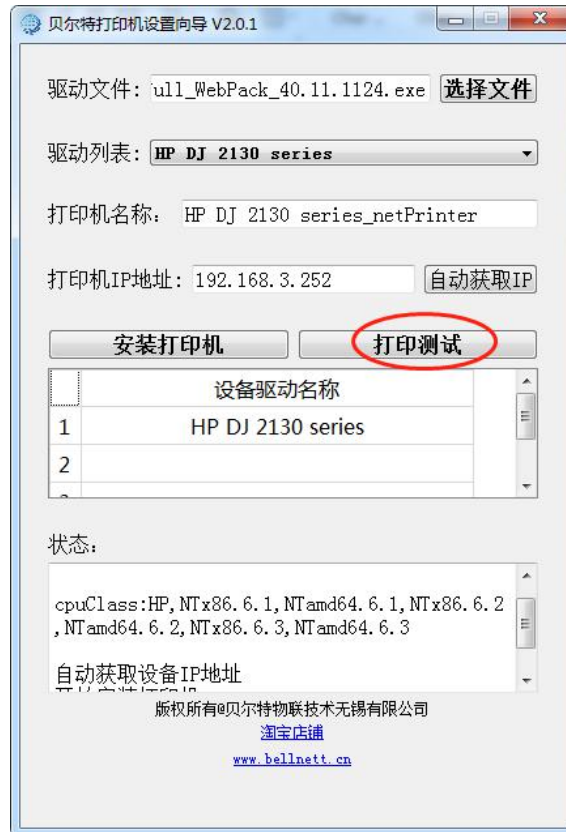 贝尔特打印机设置向导 V2.0.1
驱动文件: ull_WebPack_40.11.1124.exe 选择文件
驱动列表: HP DJ 2130 series
打印机名称: HP DJ 2130 series_netPrinter
打印机IP地址: 192.168.3.252 自动获取IP
安装打印机 打印测试
设备驱动名称
1 HP DJ 2130 series
2
状态:
cpuClass:HP,NTx86.6.1,NTamd64.6.1,NTx86.6.2
,NTamd64.6.2,NTx86.6.3,NTamd64.6.3
自动获取设备IP地址
版权所有@贝尔特物联技术无锡有限公司
淘宝店铺
www.bellnett.cn